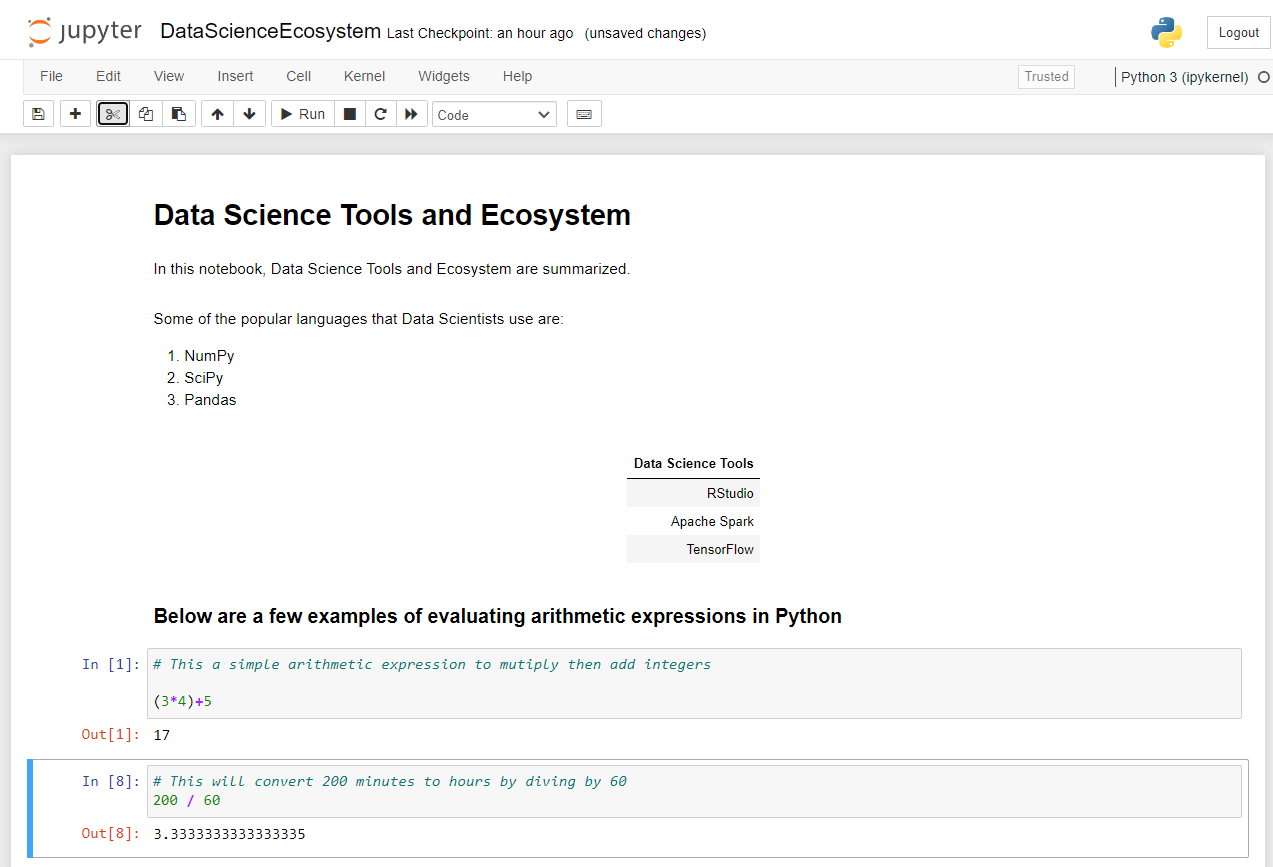 jupyter DataScienceEcosystem Last Checkpoint: an hour ago (unsaved changes) Logout
File Edit View Insert Cell Kernel Widgets Help Trusted Python 3 (ipykernel)
Run Code
Data Science Tools and Ecosystem
In this notebook, Data Science Tools and Ecosystem are summarized.
Some of the popular languages that Data Scientists use are:
1. NumPy
2. SciPy
3. Pandas
Data Science Tools
RStudio
Apache Spark
TensorFlow
Below are a few examples of evaluating arithmetic expressions in Python
In [1]: # This a simple arithmetic expression to mutiply then add integers
(3*4)+5
Out[1]: 17
In [8]: # This will convert 200 minutes to hours by diving by 60
200 / 60
Out[8]: 3.3333333333333335